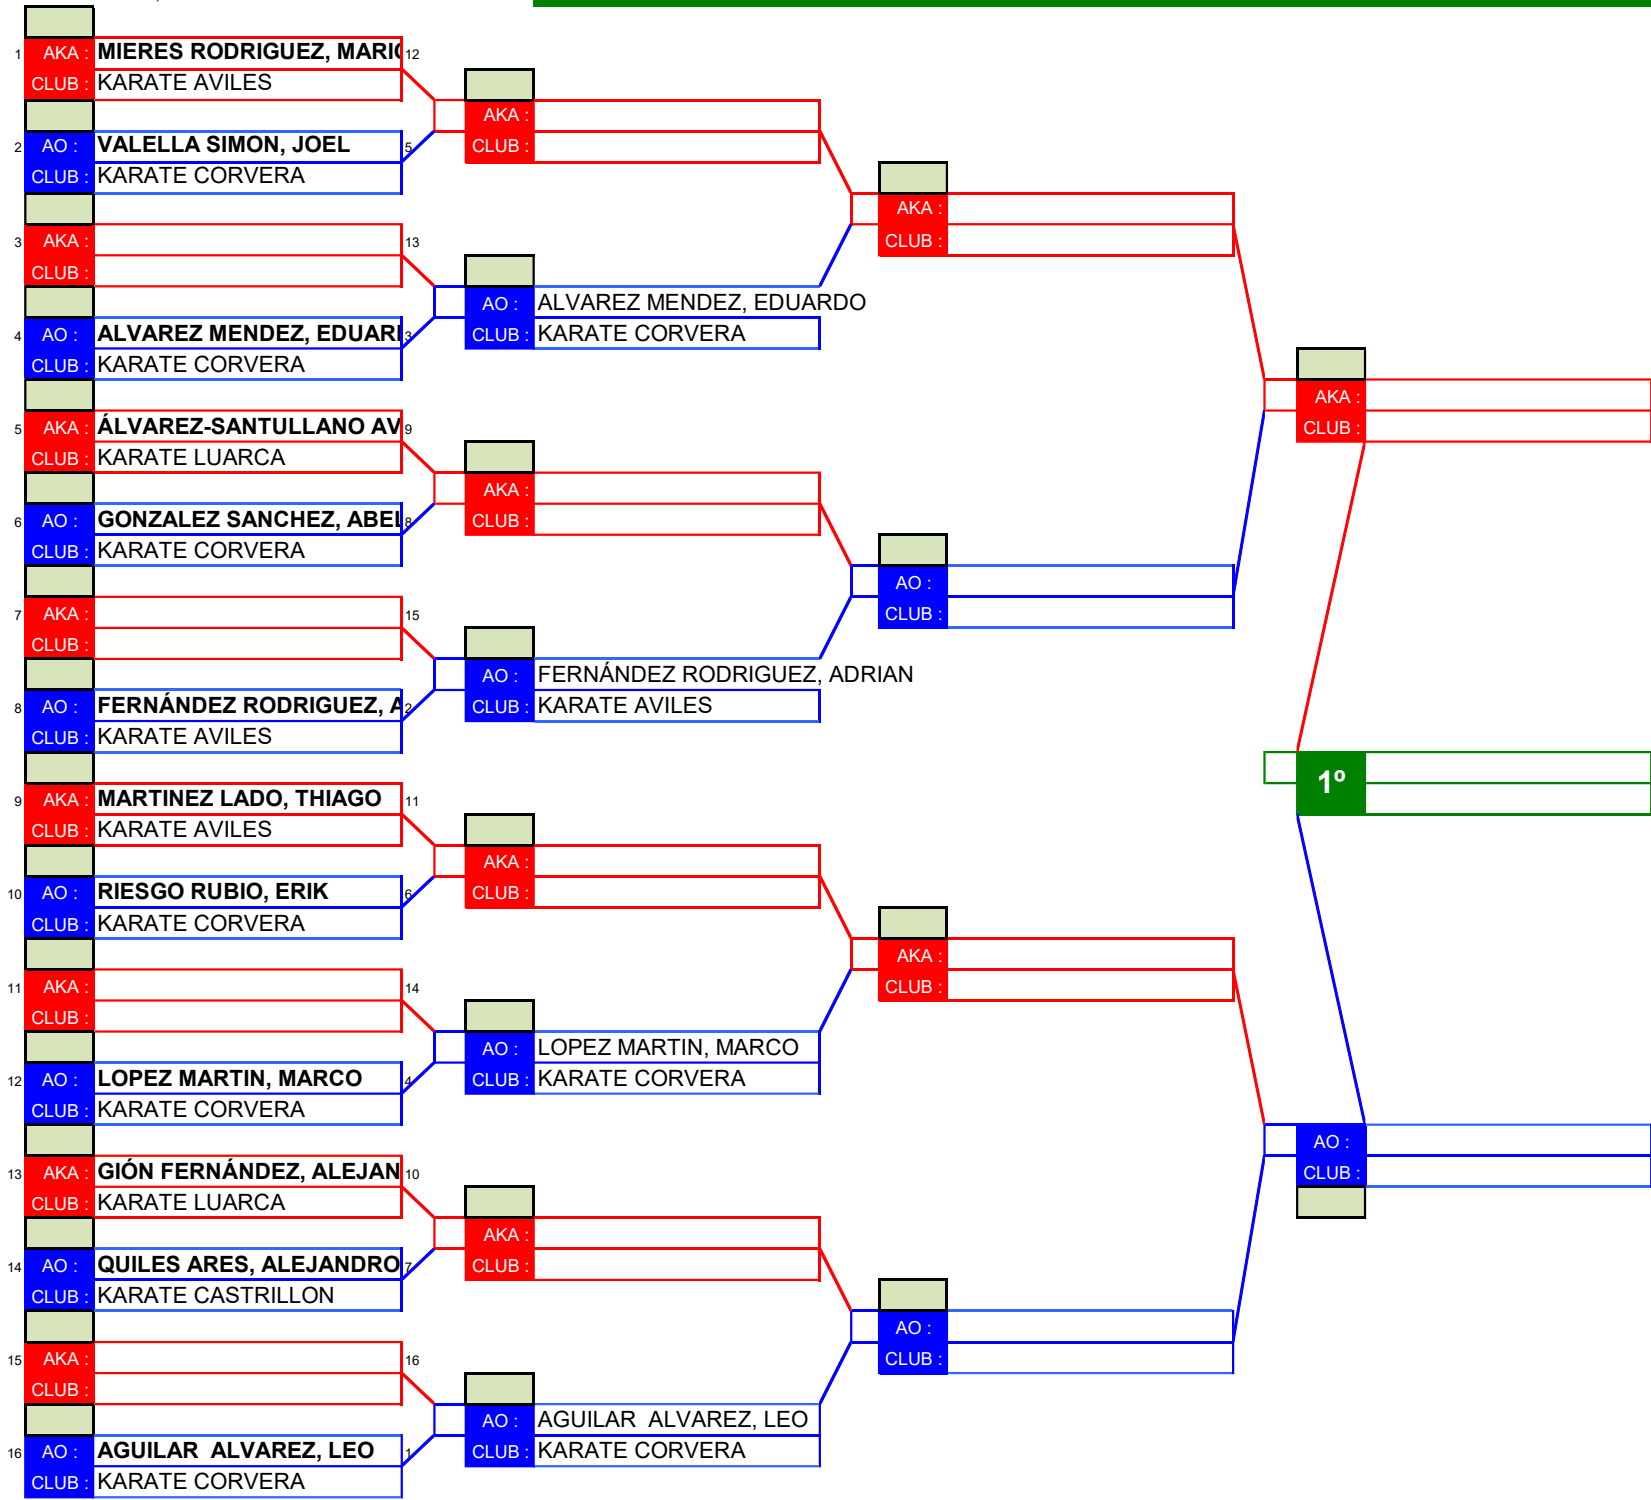 1 AKA : MIERES RODRIGUEZ, MARIO 12
CLUB : KARATE AVILES
2 AO : VALELLA SIMON, JOEL 5
CLUB : KARATE CORVERA
3 AKA : 13
CLUB :
4 AO : ALVAREZ MENDEZ, EDUARD 3
CLUB : KARATE CORVERA
5 AKA : ÁLVAREZ-SANTULLANO AV 9
CLUB : KARATE LUARCA
6 AO : GONZALEZ SANCHEZ, ABEL 8
CLUB : KARATE CORVERA
7 AKA : 15
CLUB :
8 AO : FERNÁNDEZ RODRIGUEZ, A 2
CLUB : KARATE AVILES
9 AKA : MARTINEZ LADO, THIAGO 11
CLUB : KARATE AVILES
10 AO : RIESGO RUBIO, ERIK 6
CLUB : KARATE CORVERA
11 AKA : 14
CLUB :
12 AO : LOPEZ MARTIN, MARCO 4
CLUB : KARATE CORVERA
13 AKA : GIÓN FERNÁNDEZ, ALEJAN 10
CLUB : KARATE LUARCA
14 AO : QUILES ARES, ALEJANDRO 7
CLUB : KARATE CASTRILLON
15 AKA : 16
CLUB :
16 AO : AGUILAR  ALVAREZ, LEO 1
CLUB : KARATE CORVERA
AKA :
CLUB :
AO : ALVAREZ MENDEZ, EDUARDO
CLUB : KARATE CORVERA
AKA :
CLUB :
AO : FERNÁNDEZ RODRIGUEZ, ADRIAN
CLUB : KARATE AVILES
AKA :
CLUB :
AO : LOPEZ MARTIN, MARCO
CLUB : KARATE CORVERA
AKA :
CLUB :
AO : AGUILAR  ALVAREZ, LEO
CLUB : KARATE CORVERA
AKA :
CLUB :
AO :
CLUB :
AKA :
CLUB :
AO :
CLUB :
AKA :
CLUB :
1º
AO :
CLUB :